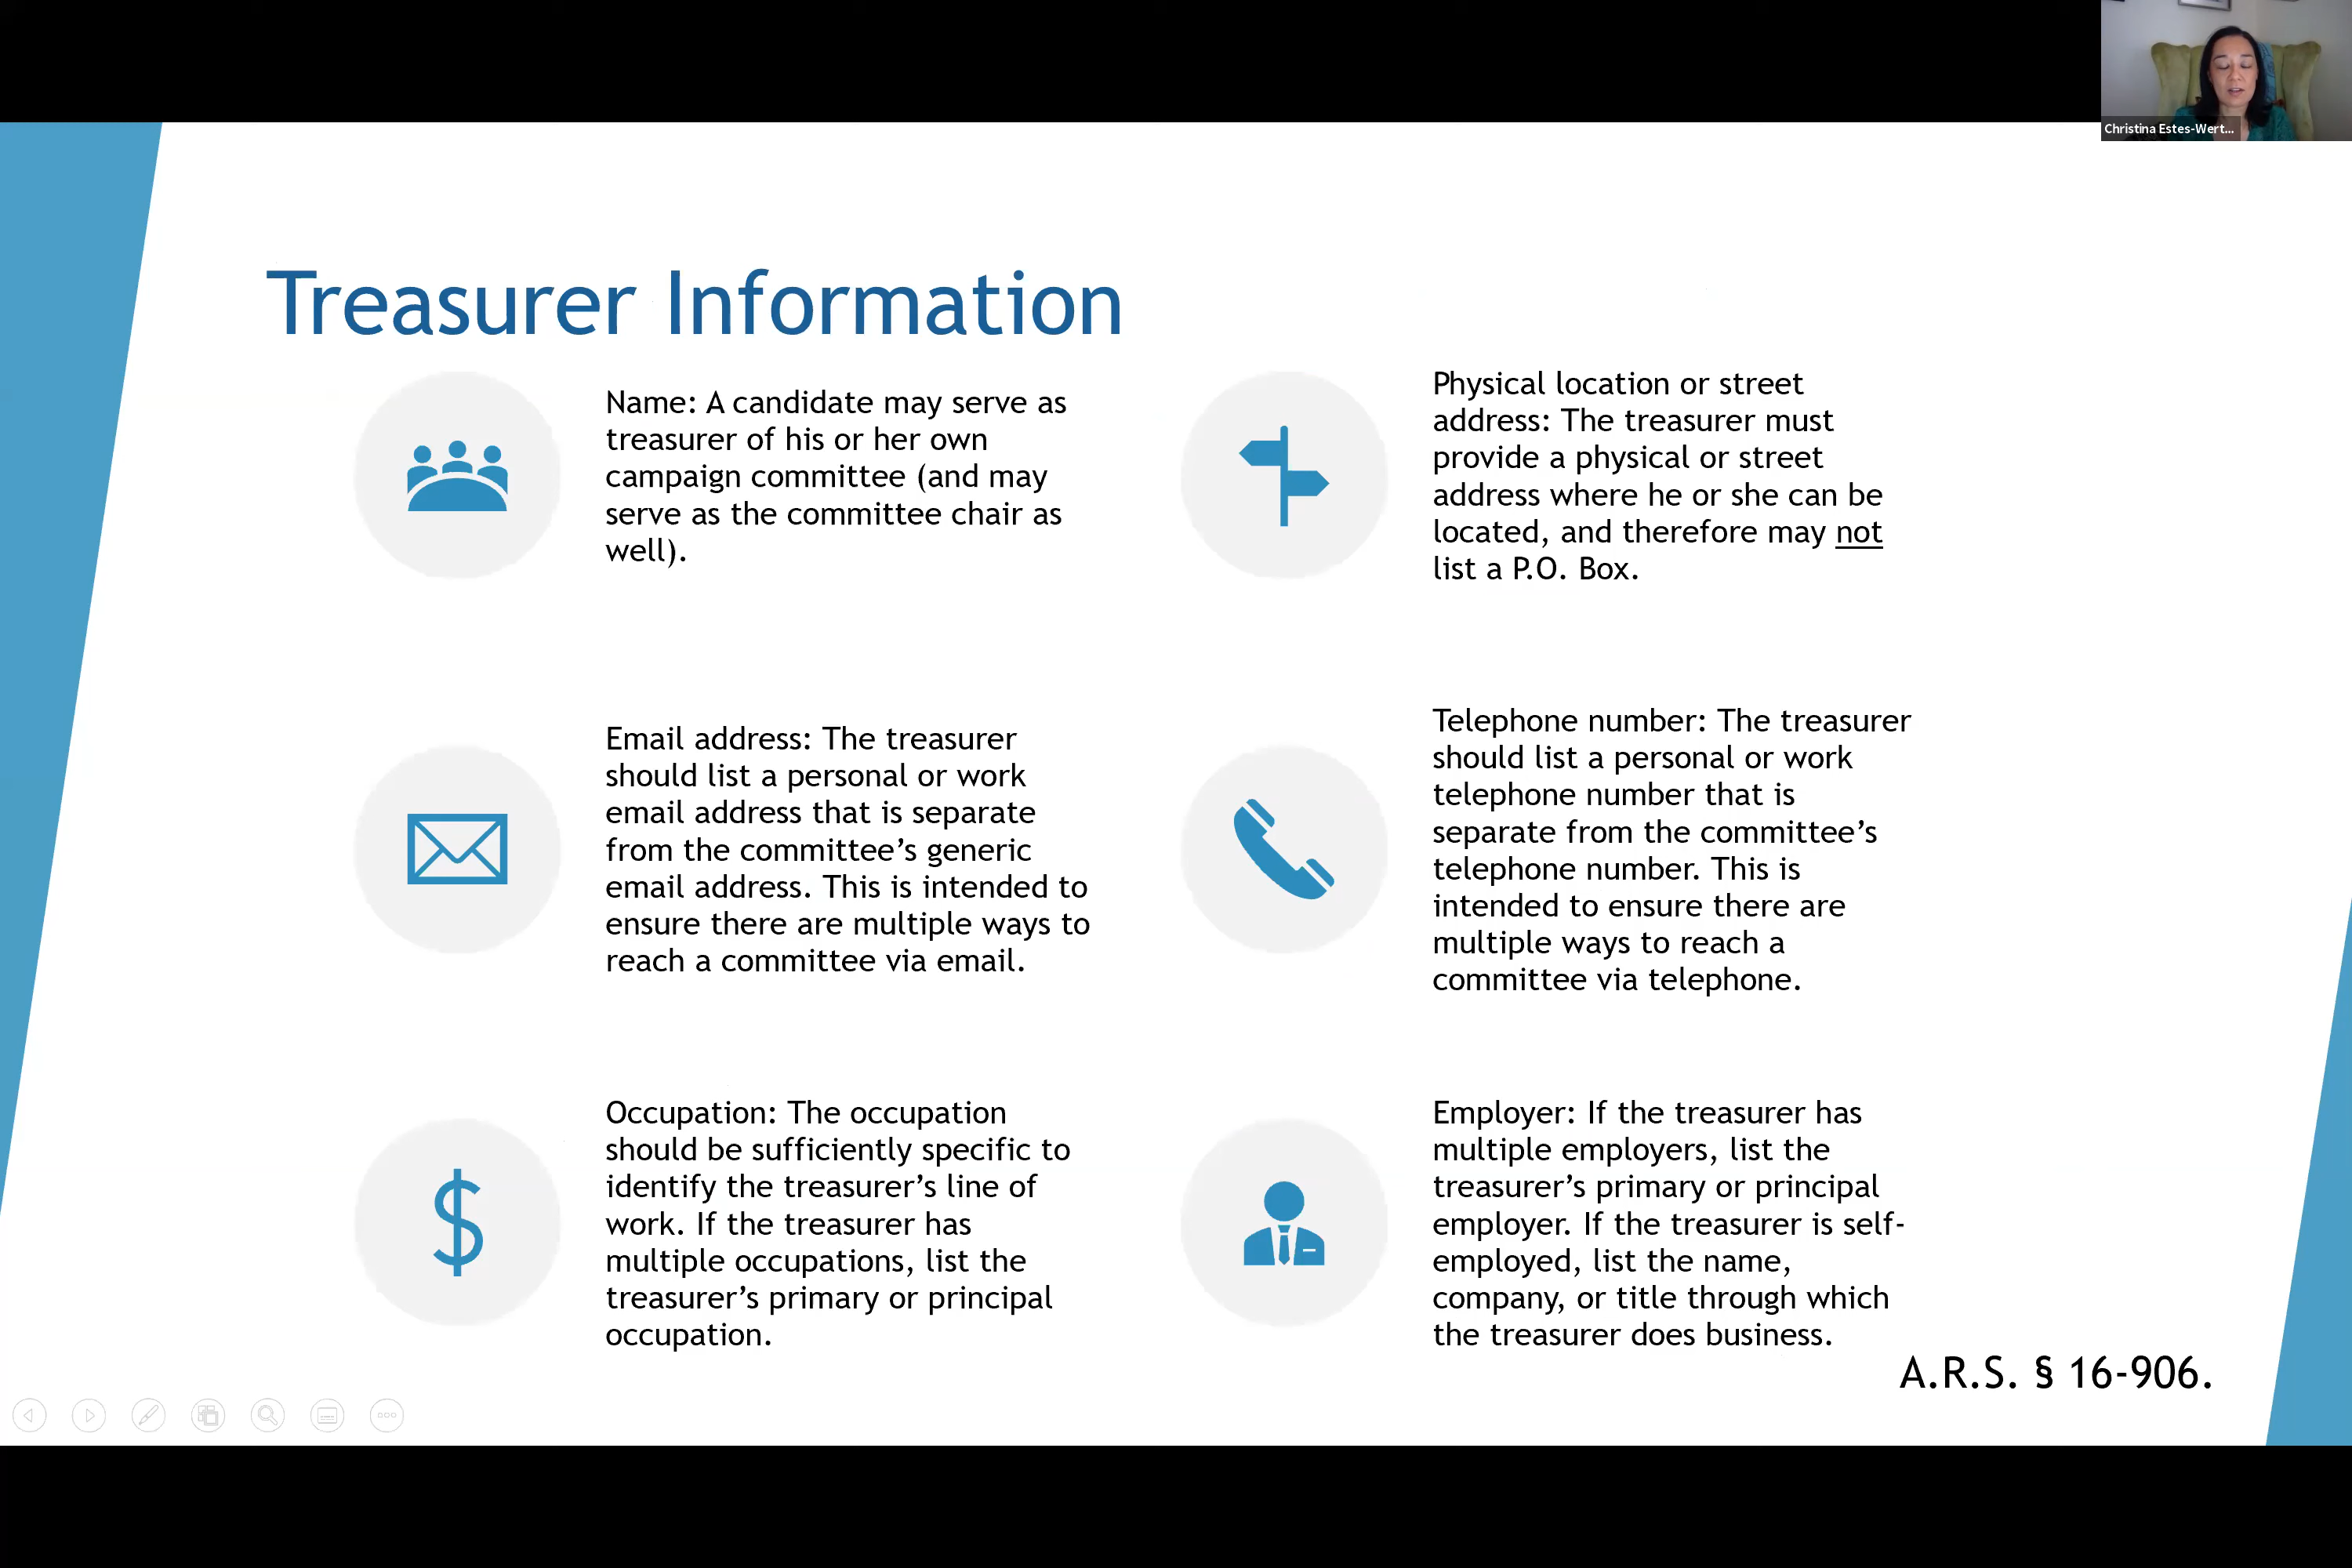 Christina Estes-Wert...
Treasurer Information
Name: A candidate may serve as
treasurer of his or her own
campaign committee (and may
serve as the committee chair as
well).
Physical location or street
address: The treasurer must
provide a physical or street
address where he or she can be
located, and therefore may not
list a P.O. Box.
Email address: The treasurer
should list a personal or work
email address that is separate
from the committee’s generic
email address. This is intended to
ensure there are multiple ways to
reach a committee via email.
Telephone number: The treasurer
should list a personal or work
telephone number that is
separate from the committee’s
telephone number. This is
intended to ensure there are
multiple ways to reach a
committee via telephone.
Occupation: The occupation
should be sufficiently specific to
identify the treasurer’s line of
work. If the treasurer has
multiple occupations, list the
treasurer’s primary or principal
occupation.
Employer: If the treasurer has
multiple employers, list the
treasurer’s primary or principal
employer. If the treasurer is self-
employed, list the name,
company, or title through which
the treasurer does business.
A.R.S. § 16-906.